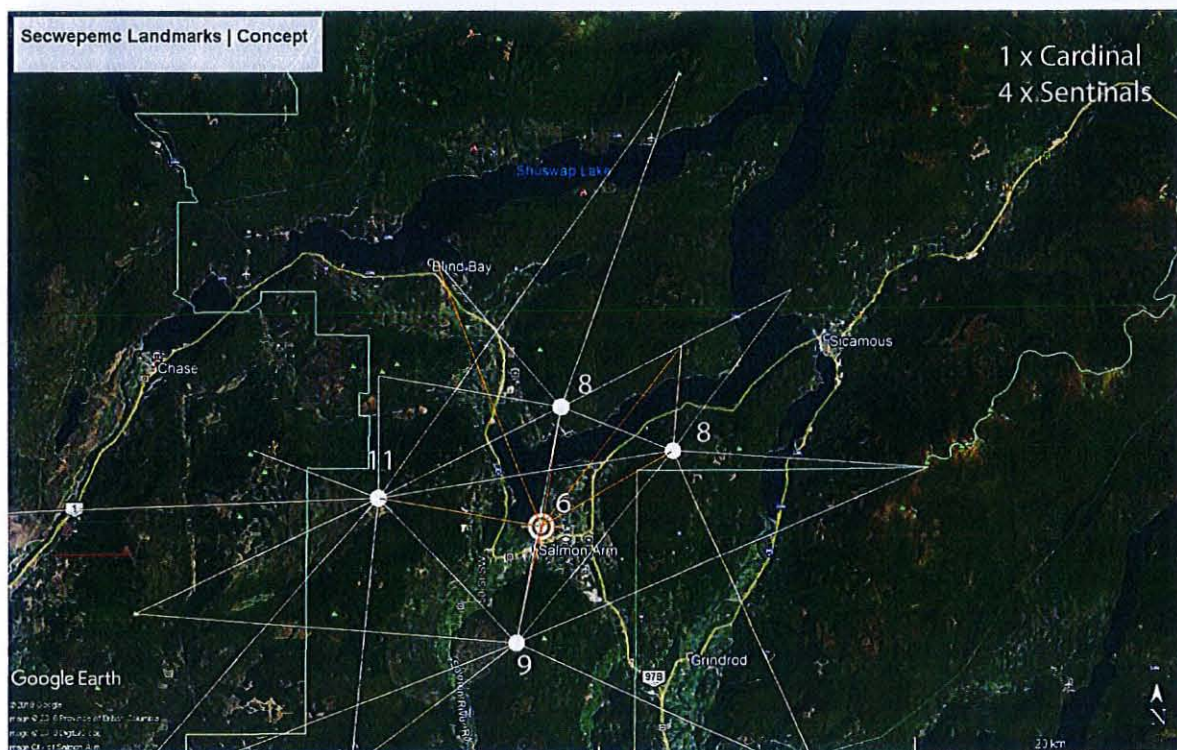 Secwepemc Landmarks | Concept
1 x Cardinal
4 x Sentinals
Shuswap Lake
Blind Bay
Sicamous
Chase
8
8
11
1
6
Salmon Arm
9
Grindrod
97B
Google Earth
N
20 km